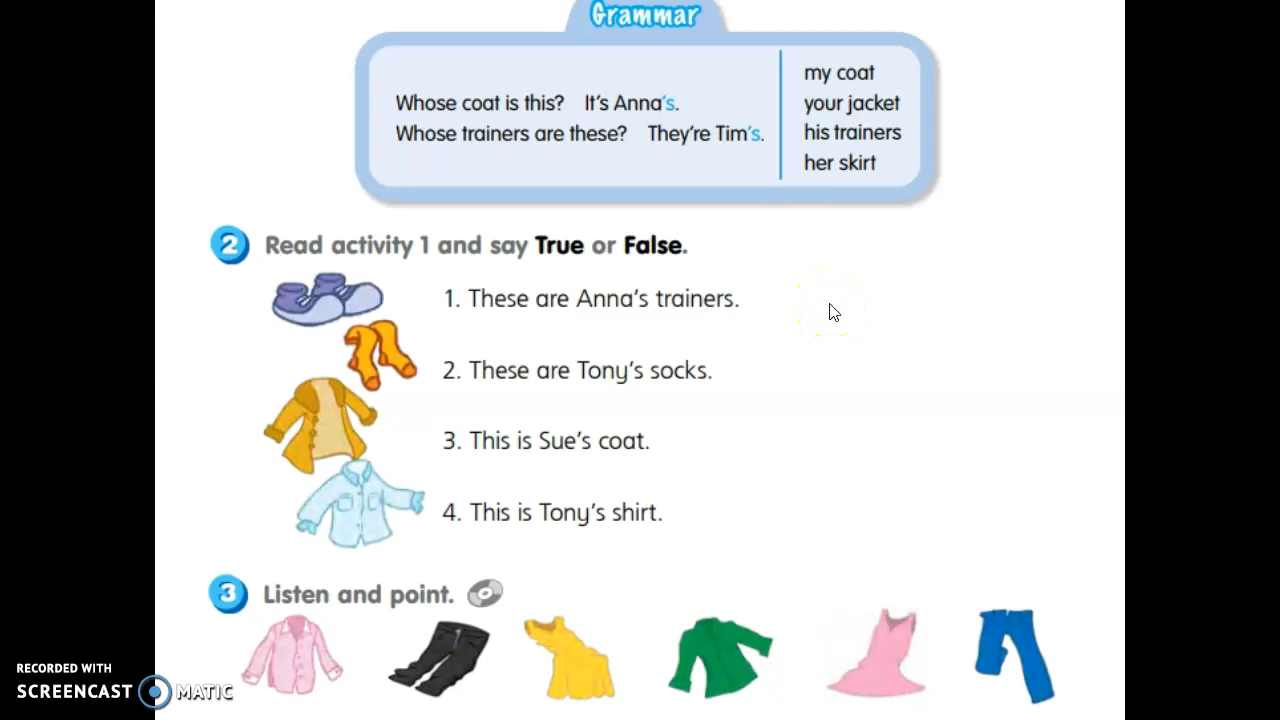 Grammar
Whose coat is this? It's Anna's.
Whose trainers are these? They're Tim's.
my coat
your jacket
his trainers
her skirt
2 Read activity 1 and say True or False.
1. These are Anna's trainers.
2. These are Tony's socks.
3. This is Sue's coat.
4. This is Tony's shirt.
3 Listen and point.
RECORDED WITH
SCREENCAST MATIC